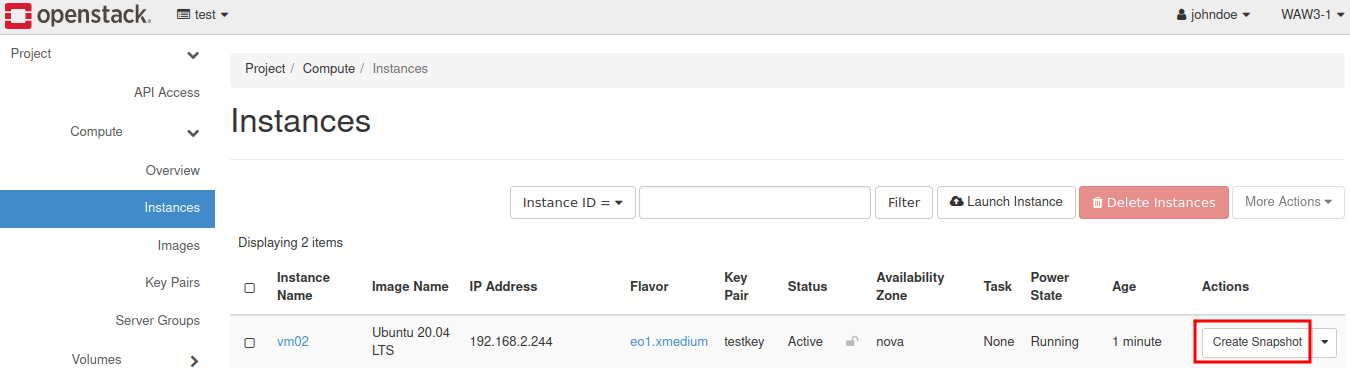 openstack. test johndoe WAW3-1
Project
API Access
Compute
Overview
Instances
Images
Key Pairs
Server Groups
Volumes
Project / Compute / Instances
Instances
Instance ID = Filter Launch Instance Delete Instances More Actions
Displaying 2 items
Instance Name Image Name IP Address Flavor Key Pair Status Availability Zone Task Power State Age Actions
vm02 Ubuntu 20.04 LTS 192.168.2.244 eo1.xmedium testkey Active nova None Running 1 minute Create Snapshot